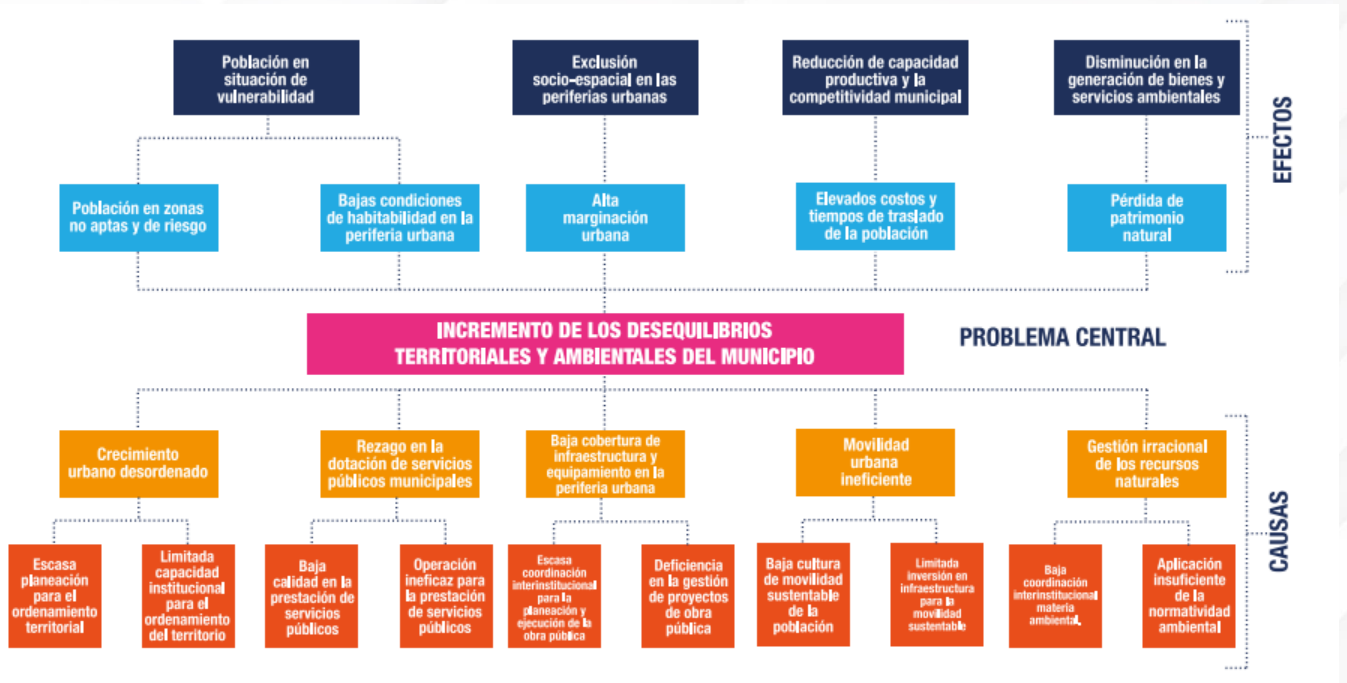 Población en
situación de
vulnerabilidad
Exclusión
socio-espacial en las
periferias urbanas
Reducción de capacidad
productiva y la
competitividad municipal
Disminución en la
generación de bienes y
servicios ambientales
EFECTOS
Población en zonas
no aptas y de riesgo
Bajas condiciones
de habitabilidad en la
periferia urbana
Alta
marginación
urbana
Elevados costos y
tiempos de traslado
de la población
Pérdida de
patrimonio
natural
INCREMENTO DE LOS DESEQUILIBRIOS
TERRITORIALES Y AMBIENTALES DEL MUNICIPIO
PROBLEMA CENTRAL
Crecimiento
urbano desordenado
Rezago en la
dotación de servicios
públicos municipales
Baja cobertura de
infraestructura y
equipamiento en la
periferia urbana
Movilidad
urbana
ineficiente
Gestión irracional
de los recursos
naturales
CAUSAS
Escasa
planeación
para el
ordenamiento
territorial
Limitada
capacidad
institucional
para el
ordenamiento
del territorio
Baja
calidad en la
prestación de
servicios
públicos
Operación
ineficaz para
la prestación
de servicios
públicos
Escasa
coordinación
interinstitucional
para la
planeación y
ejecución de la
obra pública
Deficiencia
en la gestión
de proyectos
de obra
pública
Baja cultura
de movilidad
sustentable
de la
población
Limitada
inversión en
infraestructura
para la
movilidad
sustentable
Baja
coordinación
interinstitucional
materia
ambiental.
Aplicación
insuficiente
de la
normatividad
ambiental